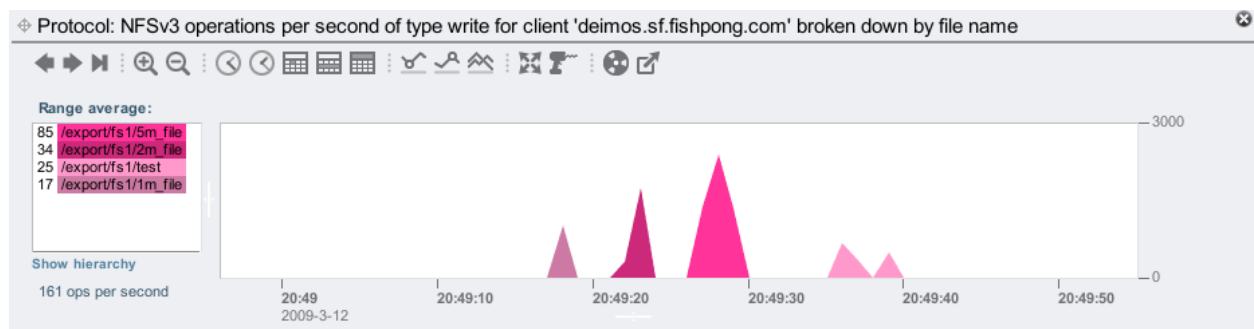 Protocol: NFSv3 operations per second of type write for client 'deimos.sf.fishpong.com' broken down by file name
Range average:
85 /export/fs1/5m_file
34 /export/fs1/2m_file
25 /export/fs1/test
17 /export/fs1/1m_file
Show hierarchy
161 ops per second
3000
0
20:49 20:49:10 20:49:20 20:49:30 20:49:40 20:49:50
2009-3-12